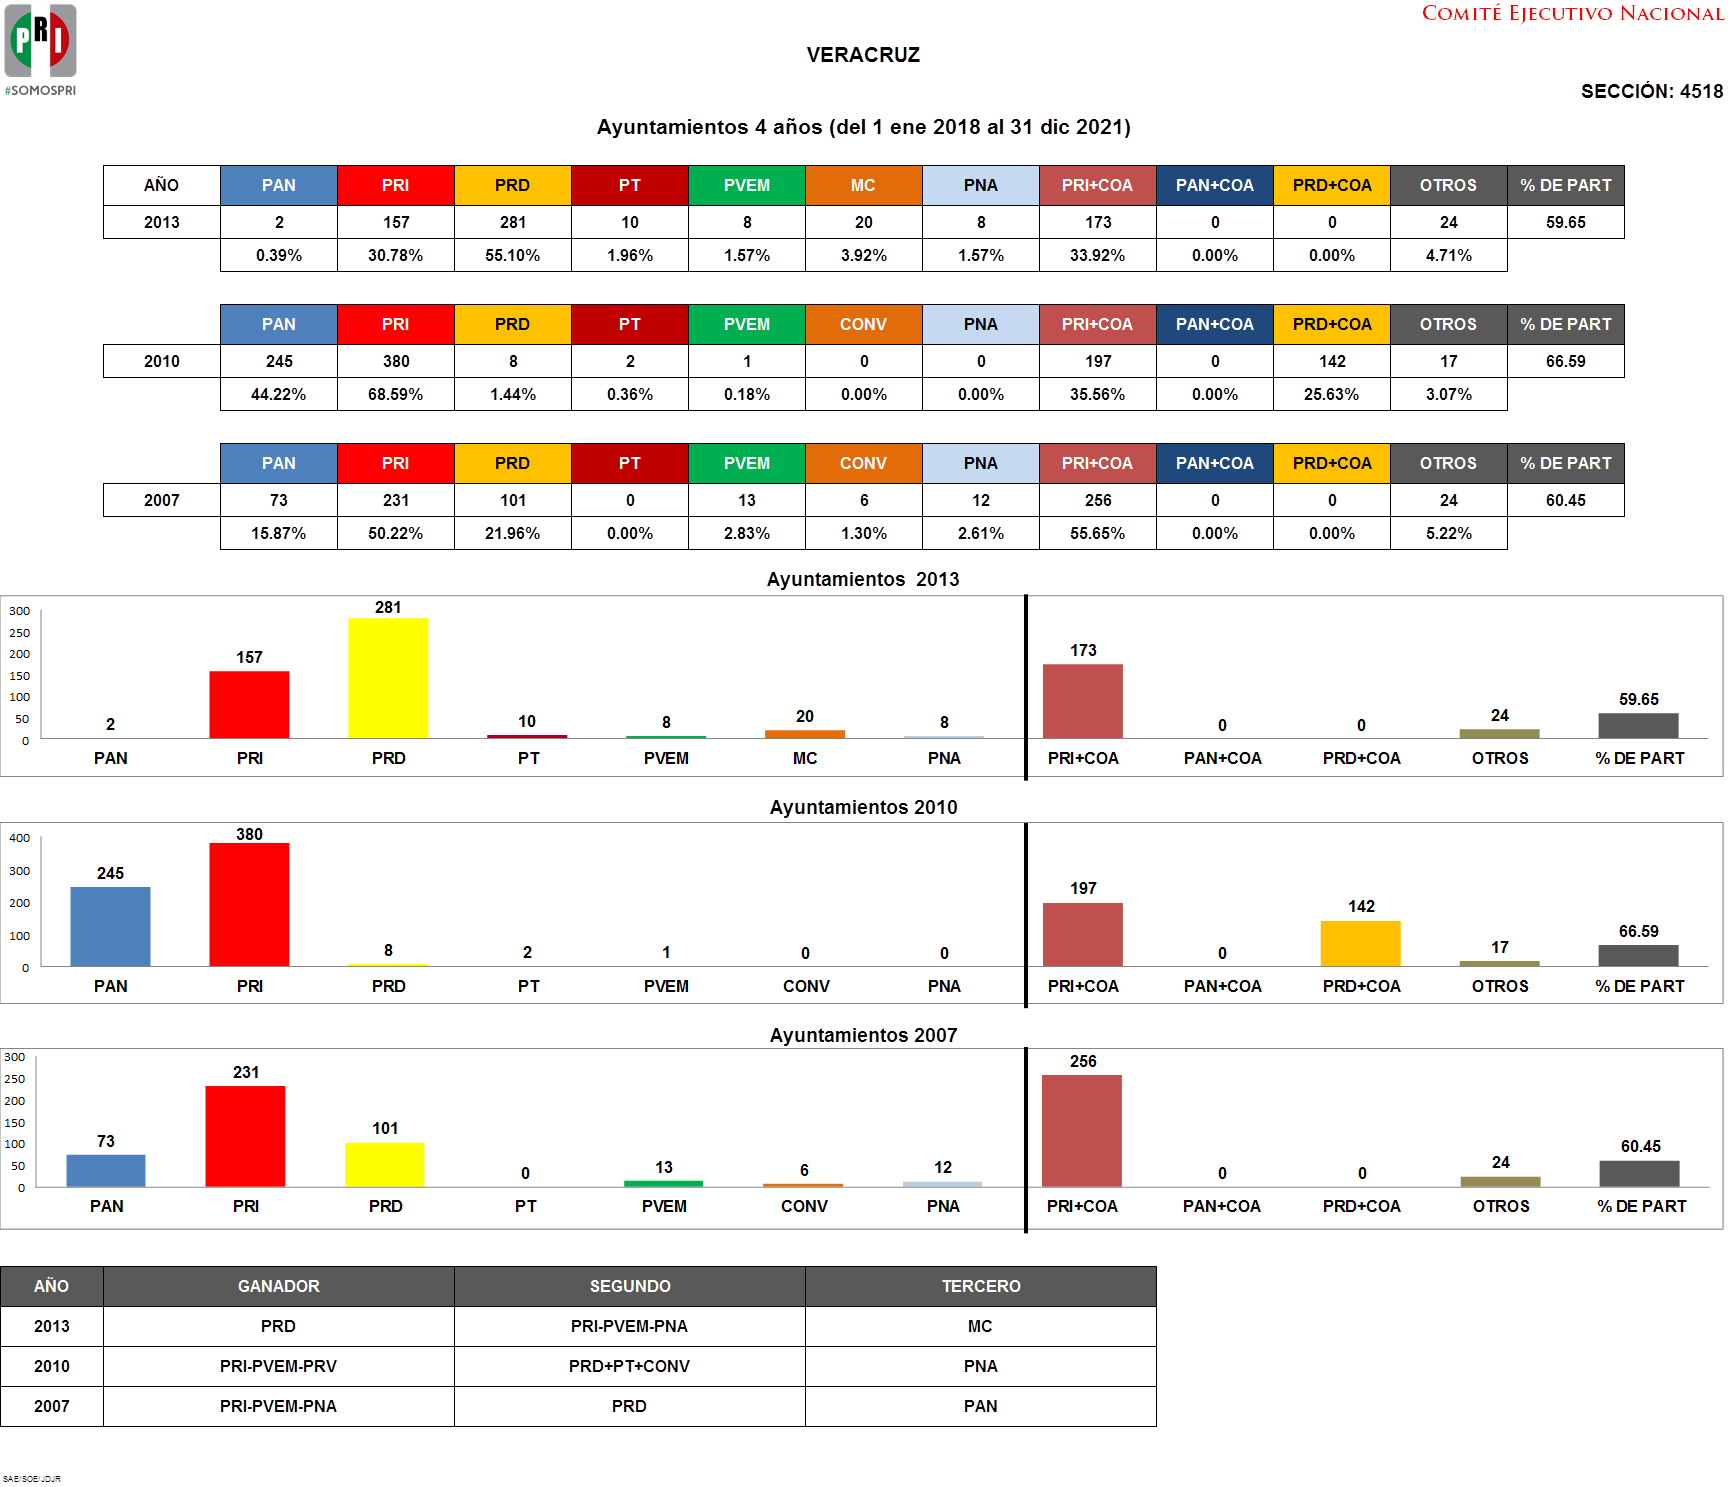 PRI
#SOMOSPRI
COMITÉ EJECUTIVO NACIONAL
VERACRUZ
SECCIÓN: 4518
Ayuntamientos 4 años (del 1 ene 2018 al 31 dic 2021)
AÑO PAN PRI PRD PT PVEM MC PNA PRI+COA PAN+COA PRD+COA OTROS % DE PART
2013 2 157 281 10 8 20 8 173 0 0 24 59.65
0.39% 30.78% 55.10% 1.96% 1.57% 3.92% 1.57% 33.92% 0.00% 0.00% 4.71%
PAN PRI PRD PT PVEM CONV PNA PRI+COA PAN+COA PRD+COA OTROS % DE PART
2010 245 380 8 2 1 0 0 197 0 142 17 66.59
44.22% 68.59% 1.44% 0.36% 0.18% 0.00% 0.00% 35.56% 0.00% 25.63% 3.07%
PAN PRI PRD PT PVEM CONV PNA PRI+COA PAN+COA PRD+COA OTROS % DE PART
2007 73 231 101 0 13 6 12 256 0 0 24 60.45
15.87% 50.22% 21.96% 0.00% 2.83% 1.30% 2.61% 55.65% 0.00% 0.00% 5.22%
Ayuntamientos 2013
300
250
200
150
100
50
0
2 157 281 10 8 20 8 173 0 0 24 59.65
PAN PRI PRD PT PVEM MC PNA PRI+COA PAN+COA PRD+COA OTROS % DE PART
Ayuntamientos 2010
400
300
200
100
0
245 380 8 2 1 0 0 197 0 142 17 66.59
PAN PRI PRD PT PVEM CONV PNA PRI+COA PAN+COA PRD+COA OTROS % DE PART
Ayuntamientos 2007
300
250
200
150
100
50
0
73 231 101 0 13 6 12 256 0 0 24 60.45
PAN PRI PRD PT PVEM CONV PNA PRI+COA PAN+COA PRD+COA OTROS % DE PART
AÑO GANADOR SEGUNDO TERCERO
2013 PRD PRI-PVEM-PNA MC
2010 PRI-PVEM-PRV PRD+PT+CONV PNA
2007 PRI-PVEM-PNA PRD PAN
SAE/SOE/JDJR